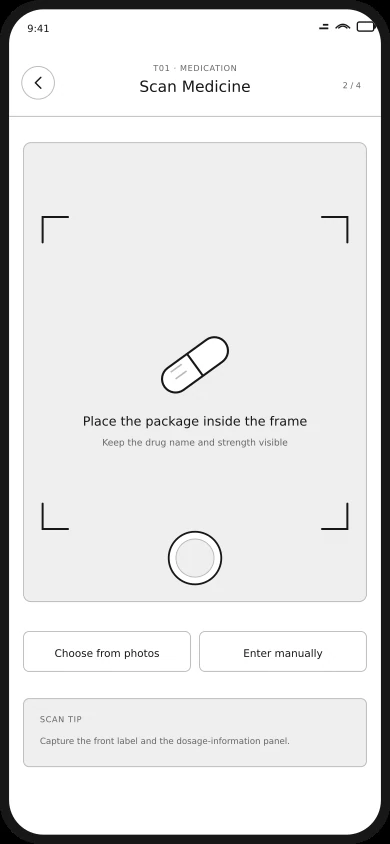 9:41
T01 · MEDICATION
Scan Medicine
2 / 4
Place the package inside the frame
Keep the drug name and strength visible
Choose from photos
Enter manually
SCAN TIP
Capture the front label and the dosage-information panel.